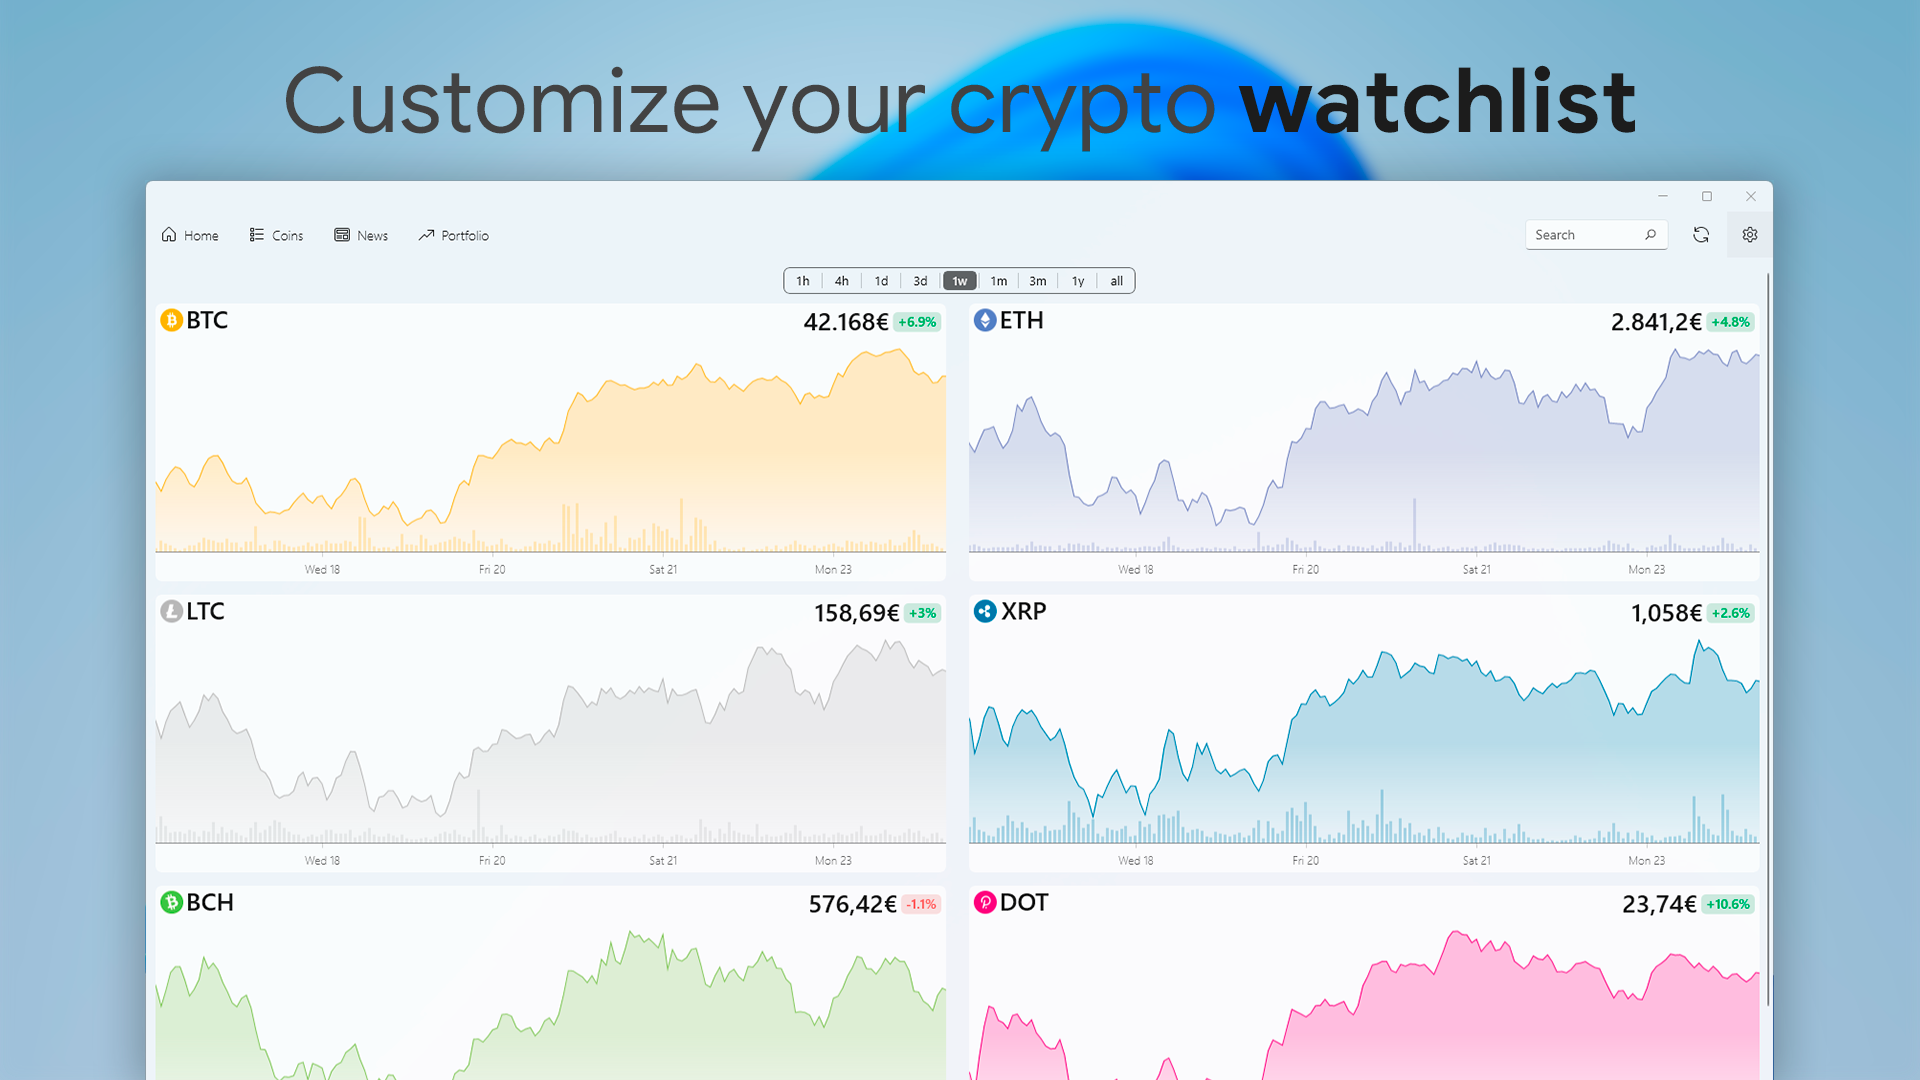 Customize your crypto watchlist
Home Coins News Portfolio Search
1h 4h 1d 3d 1w 1m 3m 1y all
BTC 42.168€ +6.9%
Wed 18 Fri 20 Sat 21 Mon 23
ETH 2.841,2€ +4.8%
Wed 18 Fri 20 Sat 21 Mon 23
LTC 158,69€ +3%
Wed 18 Fri 20 Sat 21 Mon 23
XRP 1,058€ +2.6%
Wed 18 Fri 20 Sat 21 Mon 23
BCH 576,42€ -1.1%
DOT 23,74€ +10.6%